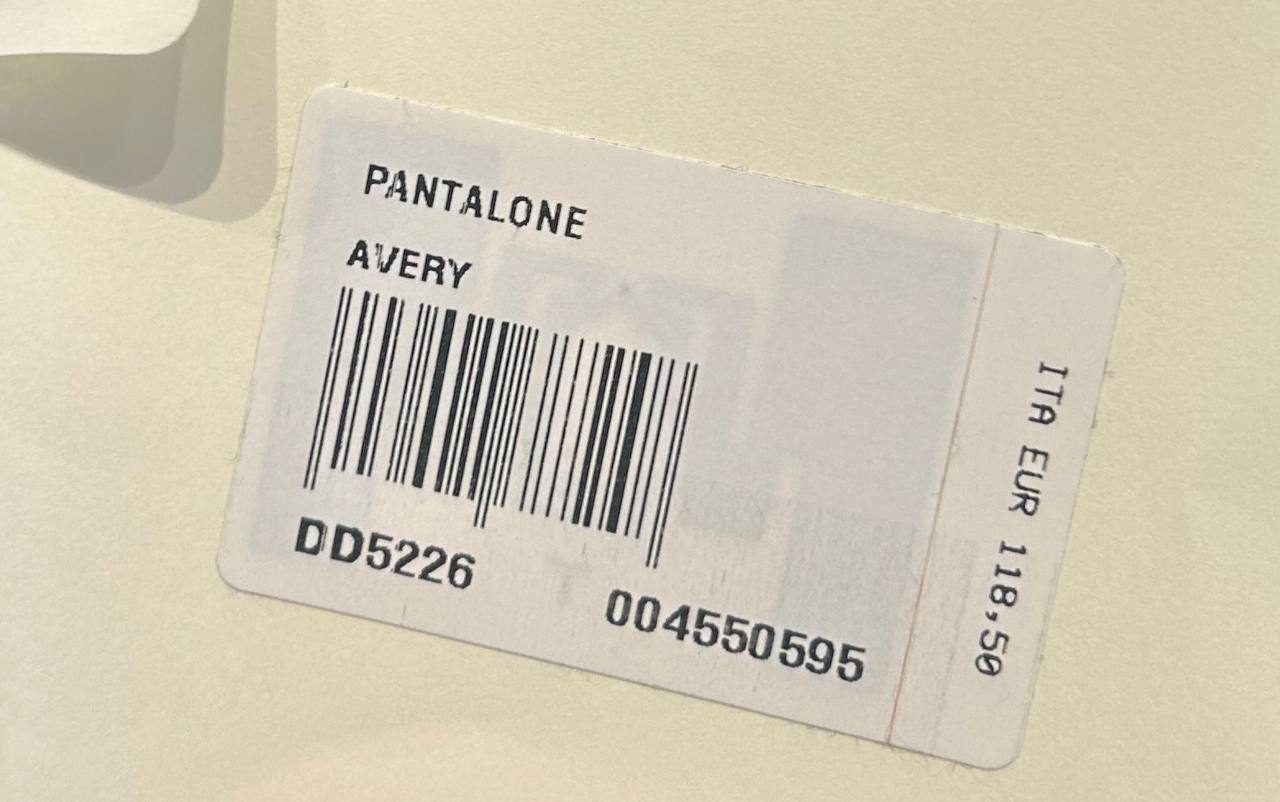 PANTALONE
AVERY
DD5226
004550595
ITA EUR 118,50